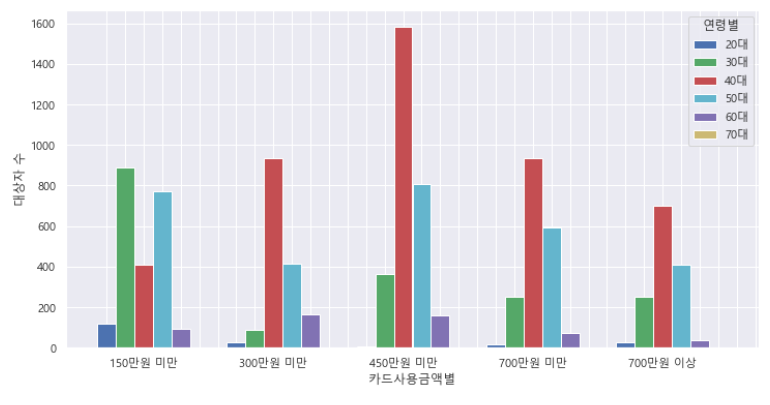 1600
1400
1200
1000
800
600
400
200
0
대상자 수
연령별
20대
30대
40대
50대
60대
70대
150만원 미만
300만원 미만
450만원 미만
700만원 미만
700만원 이상
카드사용금액별